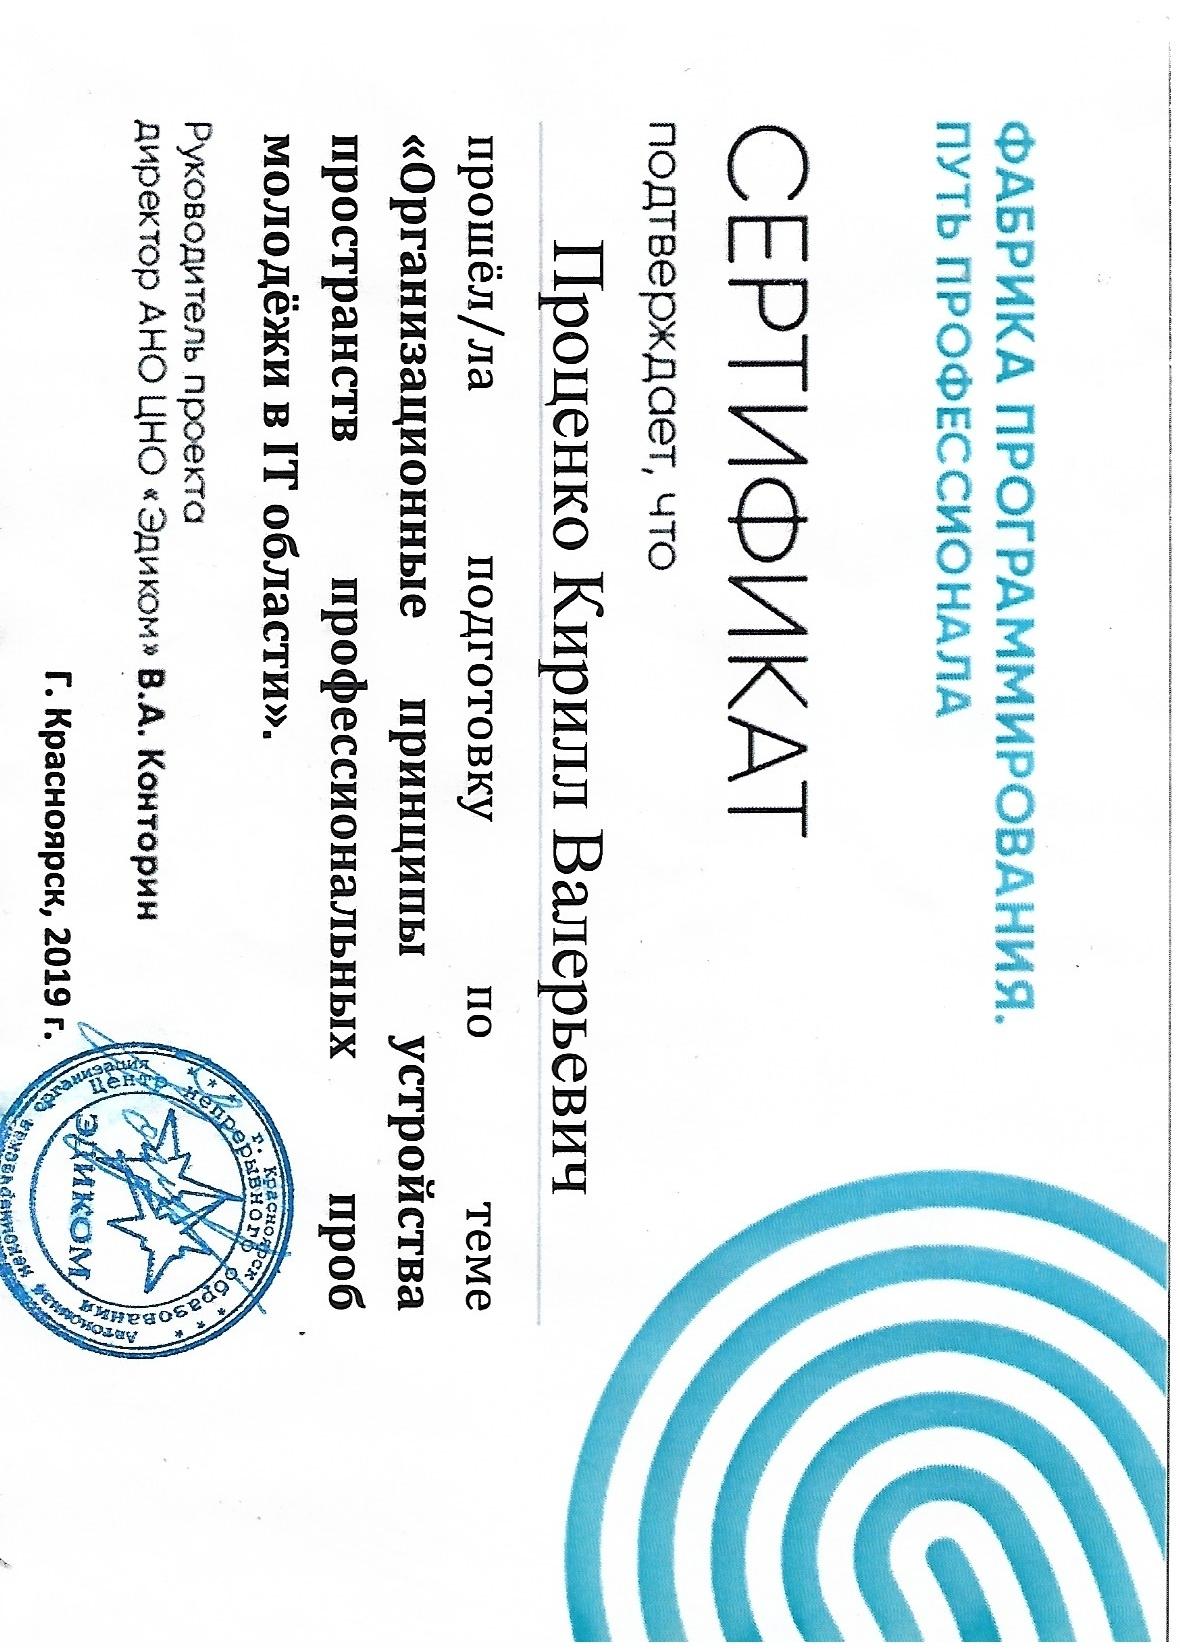 ФАБРИКА ПРОГРАММИРОВАНИЯ.
ПУТЬ ПРОФЕССИОНАЛА
СЕРТИФИКАТ
подтверждает, что
Проценко Кирилл Валерьевич
прошёл/ла подготовку по теме
«Организационные принципы устройства
пространств профессиональных проб
молодёжи в IT области».
Руководитель проекта
директор АНО ЦНО «Эдиком» В.А. Конторин
Г. Красноярск, 2019 г.
г. Красноярск
Центр непрерывного образования
Автономная некоммерческая организация
ЭДИКОМ